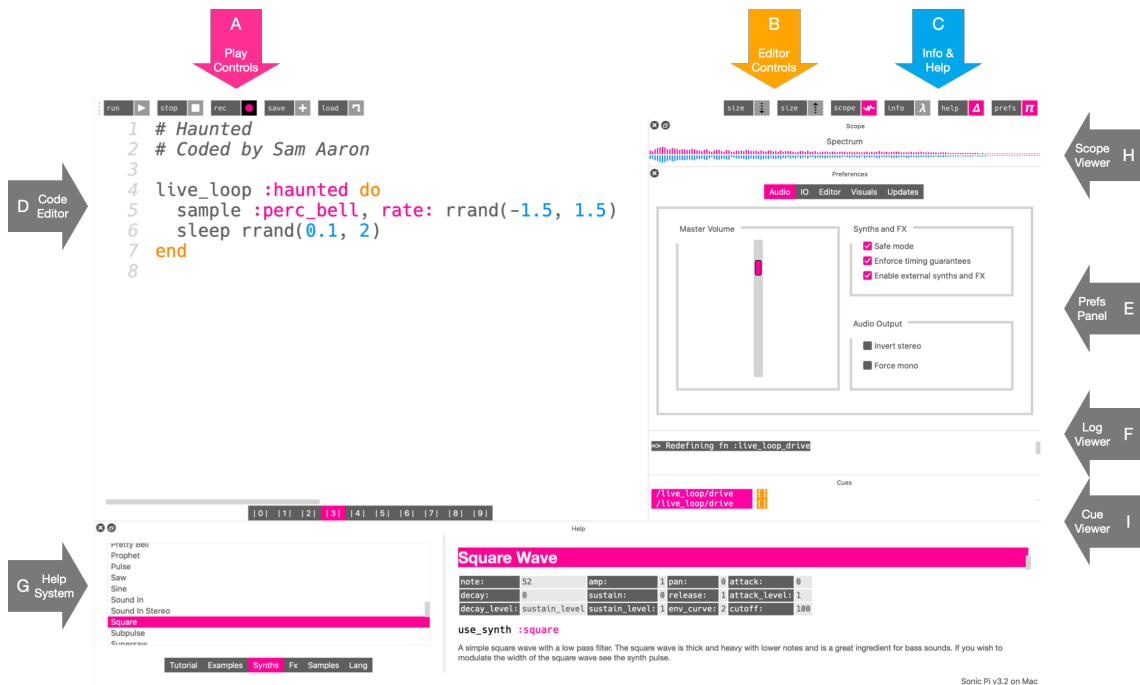 A
Play
Controls
B
Editor
Controls
C
Info &
Help
run stop rec save load
size size scope info λ help prefs π
1 # Haunted
2 # Coded by Sam Aaron
3
4 live_loop :haunted do
5 sample :perc_bell, rate: rrand(-1.5, 1.5)
6 sleep rrand(0.1, 2)
7 end
8
D Code
Editor
Scope
Spectrum
Scope
Viewer H
Preferences
Audio IO Editor Visuals Updates
Master Volume
Synths and FX
Safe mode
Enforce timing guarantees
Enable external synths and FX
Audio Output
Invert stereo
Force mono
Prefs
Panel E
=> Redefining fn :live_loop_drive
Log
Viewer F
Cues
/live_loop/drive []
/live_loop/drive []
Cue
Viewer I
|0| |1| |2| |3| |4| |5| |6| |7| |8| |9|
Help
G Help
System
Pretty Bell
Prophet
Pulse
Saw
Sine
Sound In
Sound In Stereo
Square
Subpulse
Supersaw
Tutorial Examples Synths Fx Samples Lang
Square Wave
note: 52 amp: 1 pan: 0 attack: 0
decay: 0 sustain: 0 release: 1 attack_level: 1
decay_level: sustain_level sustain_level: 1 env_curve: 2 cutoff: 100
use_synth :square
A simple square wave with a low pass filter. The square wave is thick and heavy with lower notes and is a great ingredient for bass sounds. If you wish to
modulate the width of the square wave see the synth pulse.
Sonic Pi v3.2 on Mac